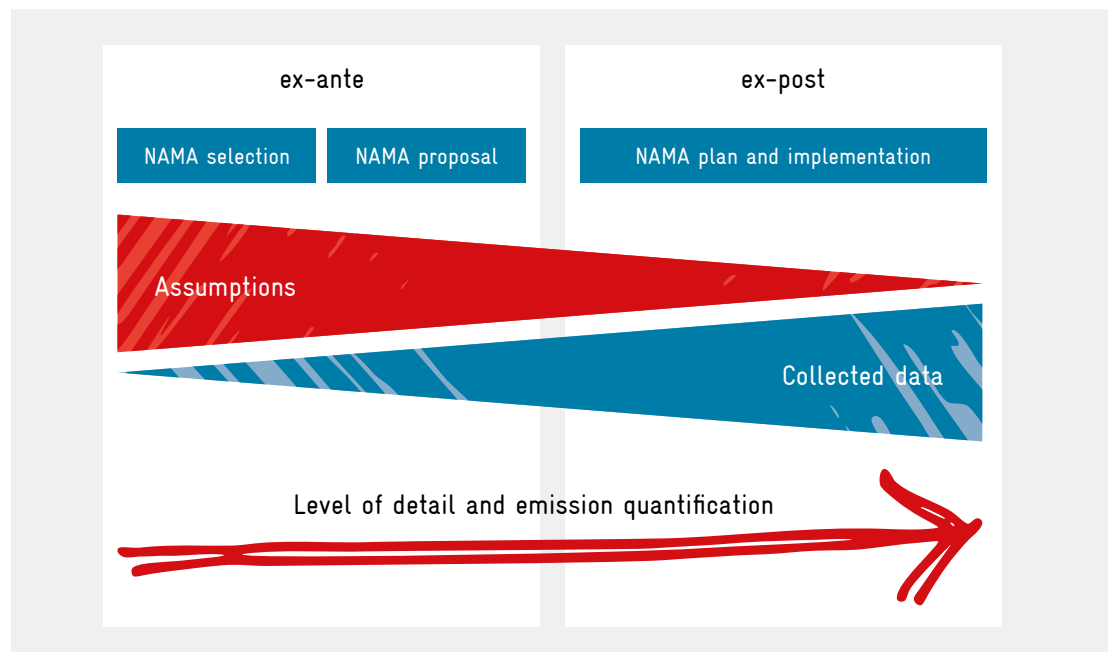 ex-ante
ex-post
NAMA selection
NAMA proposal
NAMA plan and implementation
Assumptions
Collected data
Level of detail and emission quantification